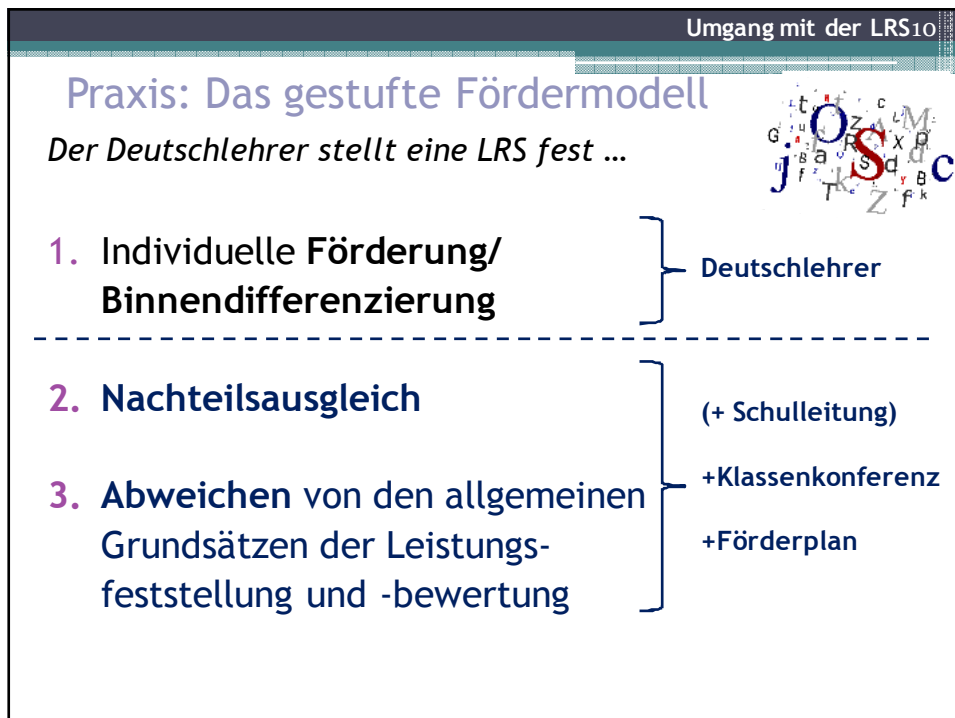 Umgang mit der LRS10
Praxis: Das gestufte Fördermodell
Der Deutschlehrer stellt eine LRS fest …
1. Individuelle Förderung/
Binnendifferenzierung
Deutschlehrer
2. Nachteilsausgleich
3. Abweichen von den allgemeinen
Grundsätzen der Leistungs-
feststellung und -bewertung
(+ Schulleitung)
+Klassenkonferenz
+Förderplan